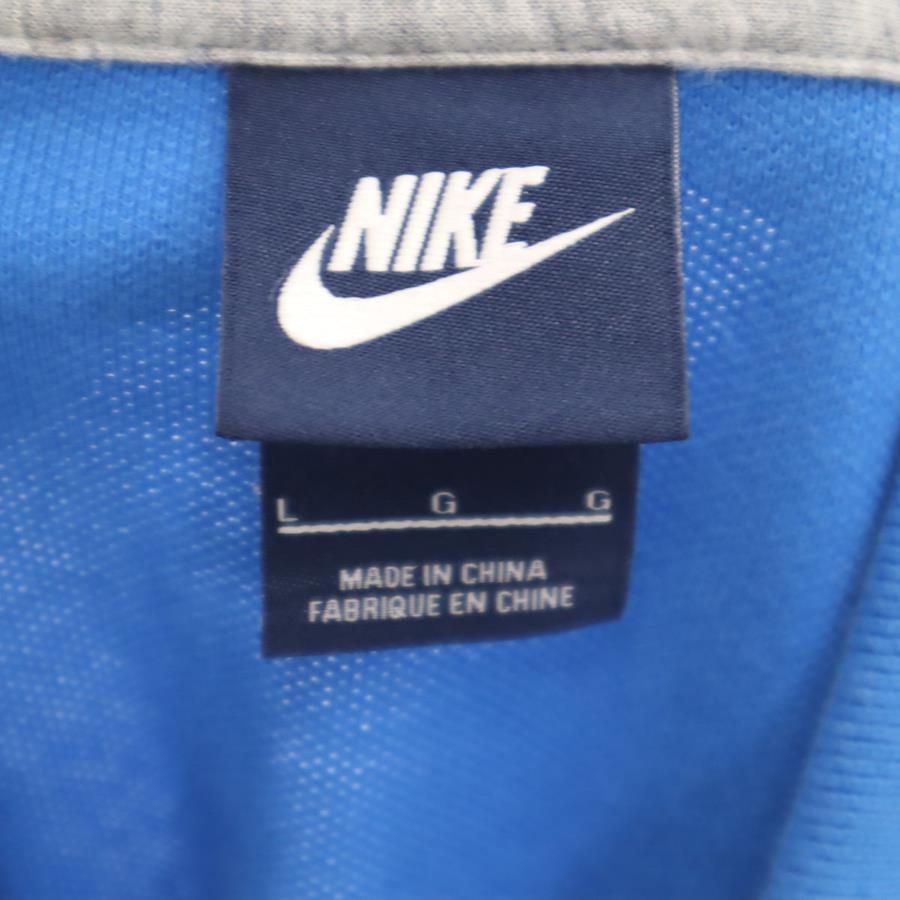 NIKE
L G G
MADE IN CHINA
FABRIQUE EN CHINE